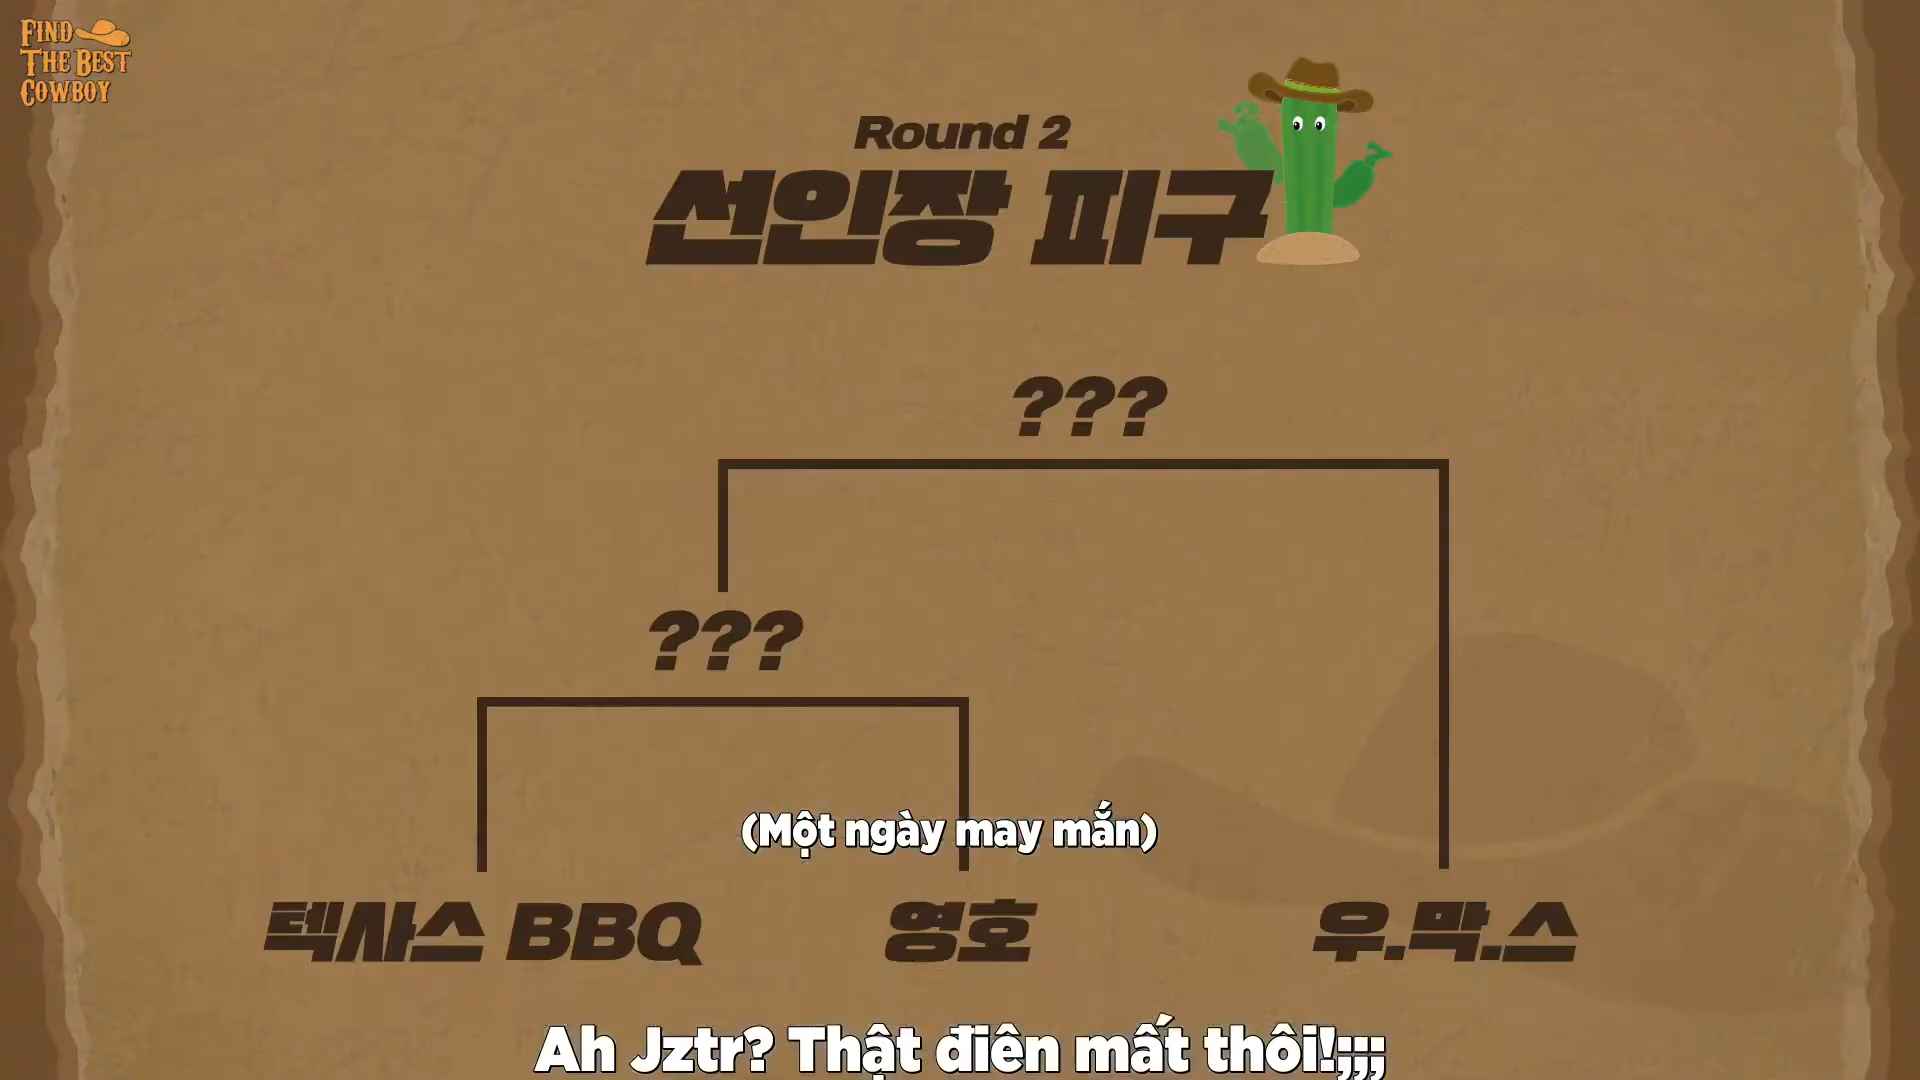 FIND
THE BEST
COWBOY
Round 2
선인장 피구
???
???
(Một ngày may mắn)
텍사스 BBQ
영호
우.막.스
Ah Jztr? Thật điên mất thôi!;;;